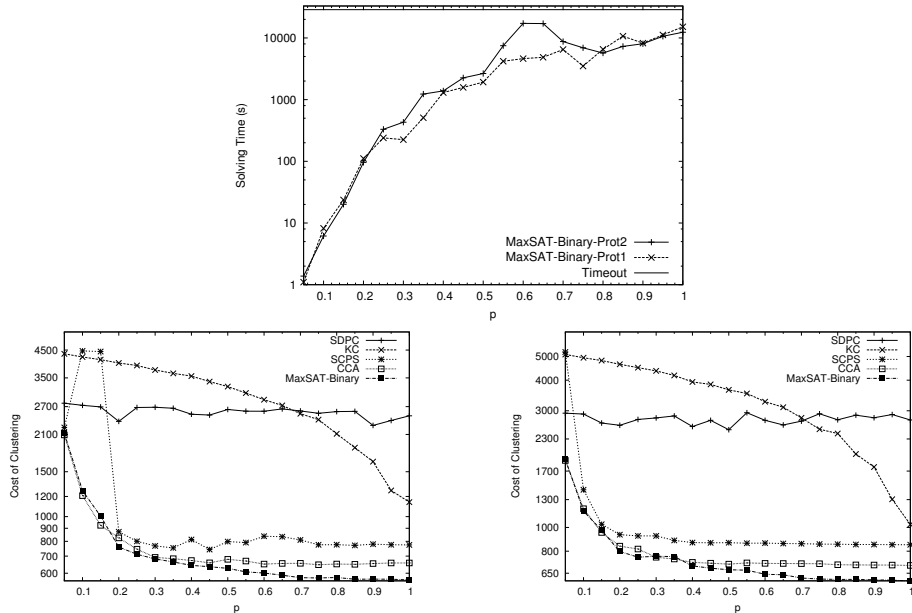 10000
1000
100
10
1
Solving Time (s)
MaxSAT-Binary-Prot2
MaxSAT-Binary-Prot1
Timeout
0.1 0.2 0.3 0.4 0.5 0.6 0.7 0.8 0.9 1
p
4500
3500
2700
2100
1500
1200
1000
800
700
600
Cost of Clustering
SDPC
KC
SCPS
CCA
MaxSAT-Binary
0.1 0.2 0.3 0.4 0.5 0.6 0.7 0.8 0.9 1
p
5000
4000
3000
2300
1700
1300
1000
800
650
Cost of Clustering
SDPC
KC
SCPS
CCA
MaxSAT-Binary
0.1 0.2 0.3 0.4 0.5 0.6 0.7 0.8 0.9 1
p